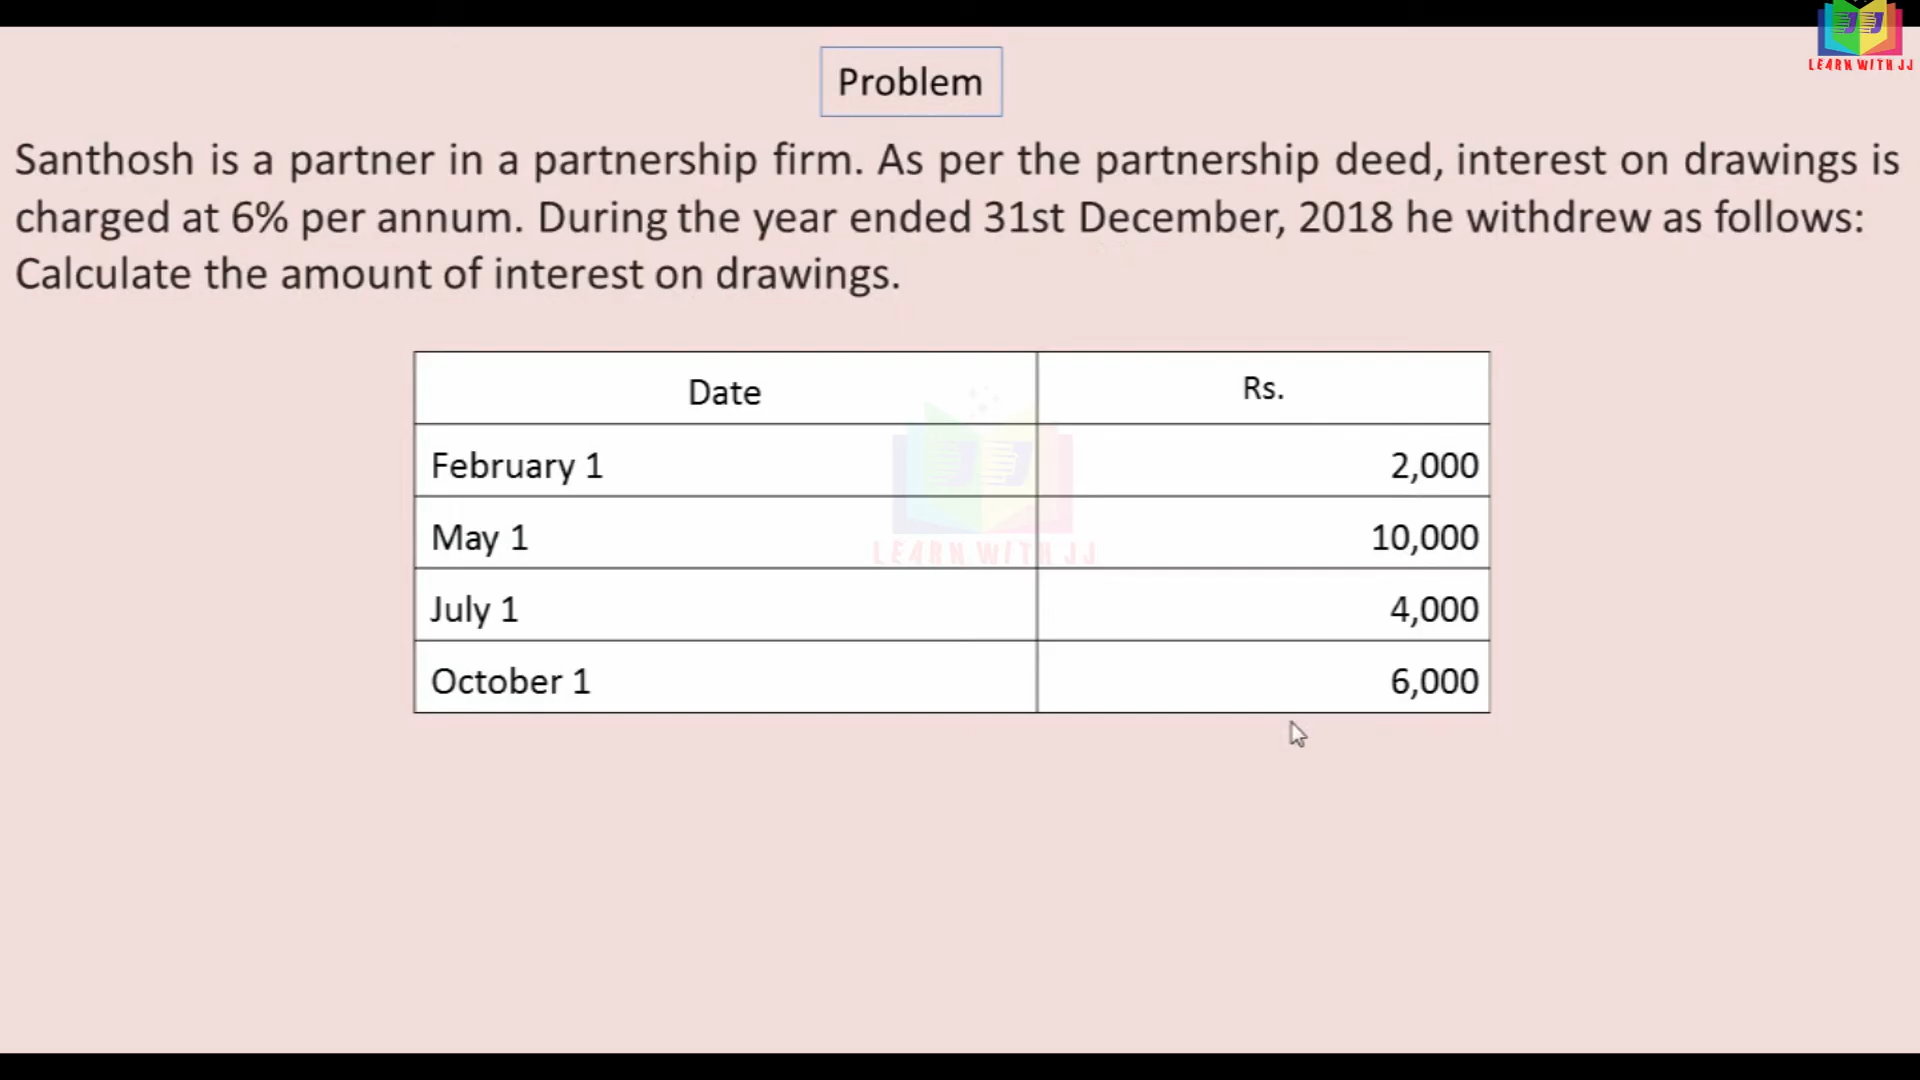 LEARN WITH JJ
Problem
Santhosh is a partner in a partnership firm. As per the partnership deed, interest on drawings is
charged at 6% per annum. During the year ended 31st December, 2018 he withdrew as follows:
Calculate the amount of interest on drawings.
Date Rs.
February 1 2,000
May 1 10,000
LEARN WITH JJ
July 1 4,000
October 1 6,000